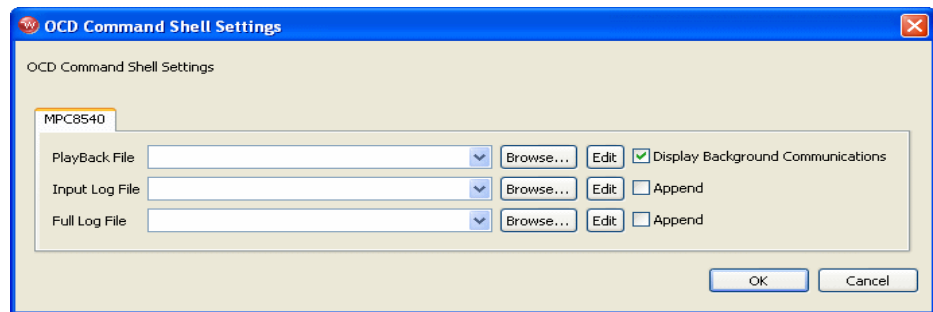 OCD Command Shell Settings
OCD Command Shell Settings
MPC8540
PlayBack File Browse... Edit Display Background Communications
Input Log File Browse... Edit Append
Full Log File Browse... Edit Append
OK Cancel